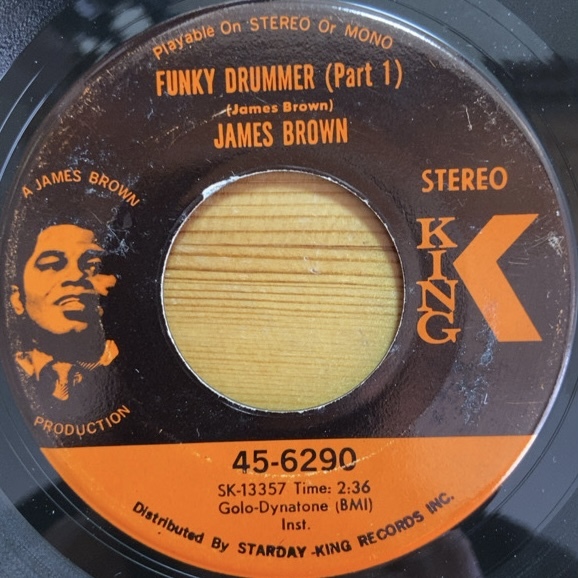 Playable On STEREO Or MONO
FUNKY DRUMMER (Part 1)
(James Brown)
JAMES BROWN
A JAMES BROWN
PRODUCTION
STEREO
KING
K
45-6290
SK-13357 Time: 2:36
Golo-Dynatone (BMI)
Inst.
Distributed By STARDAY-KING RECORDS INC.